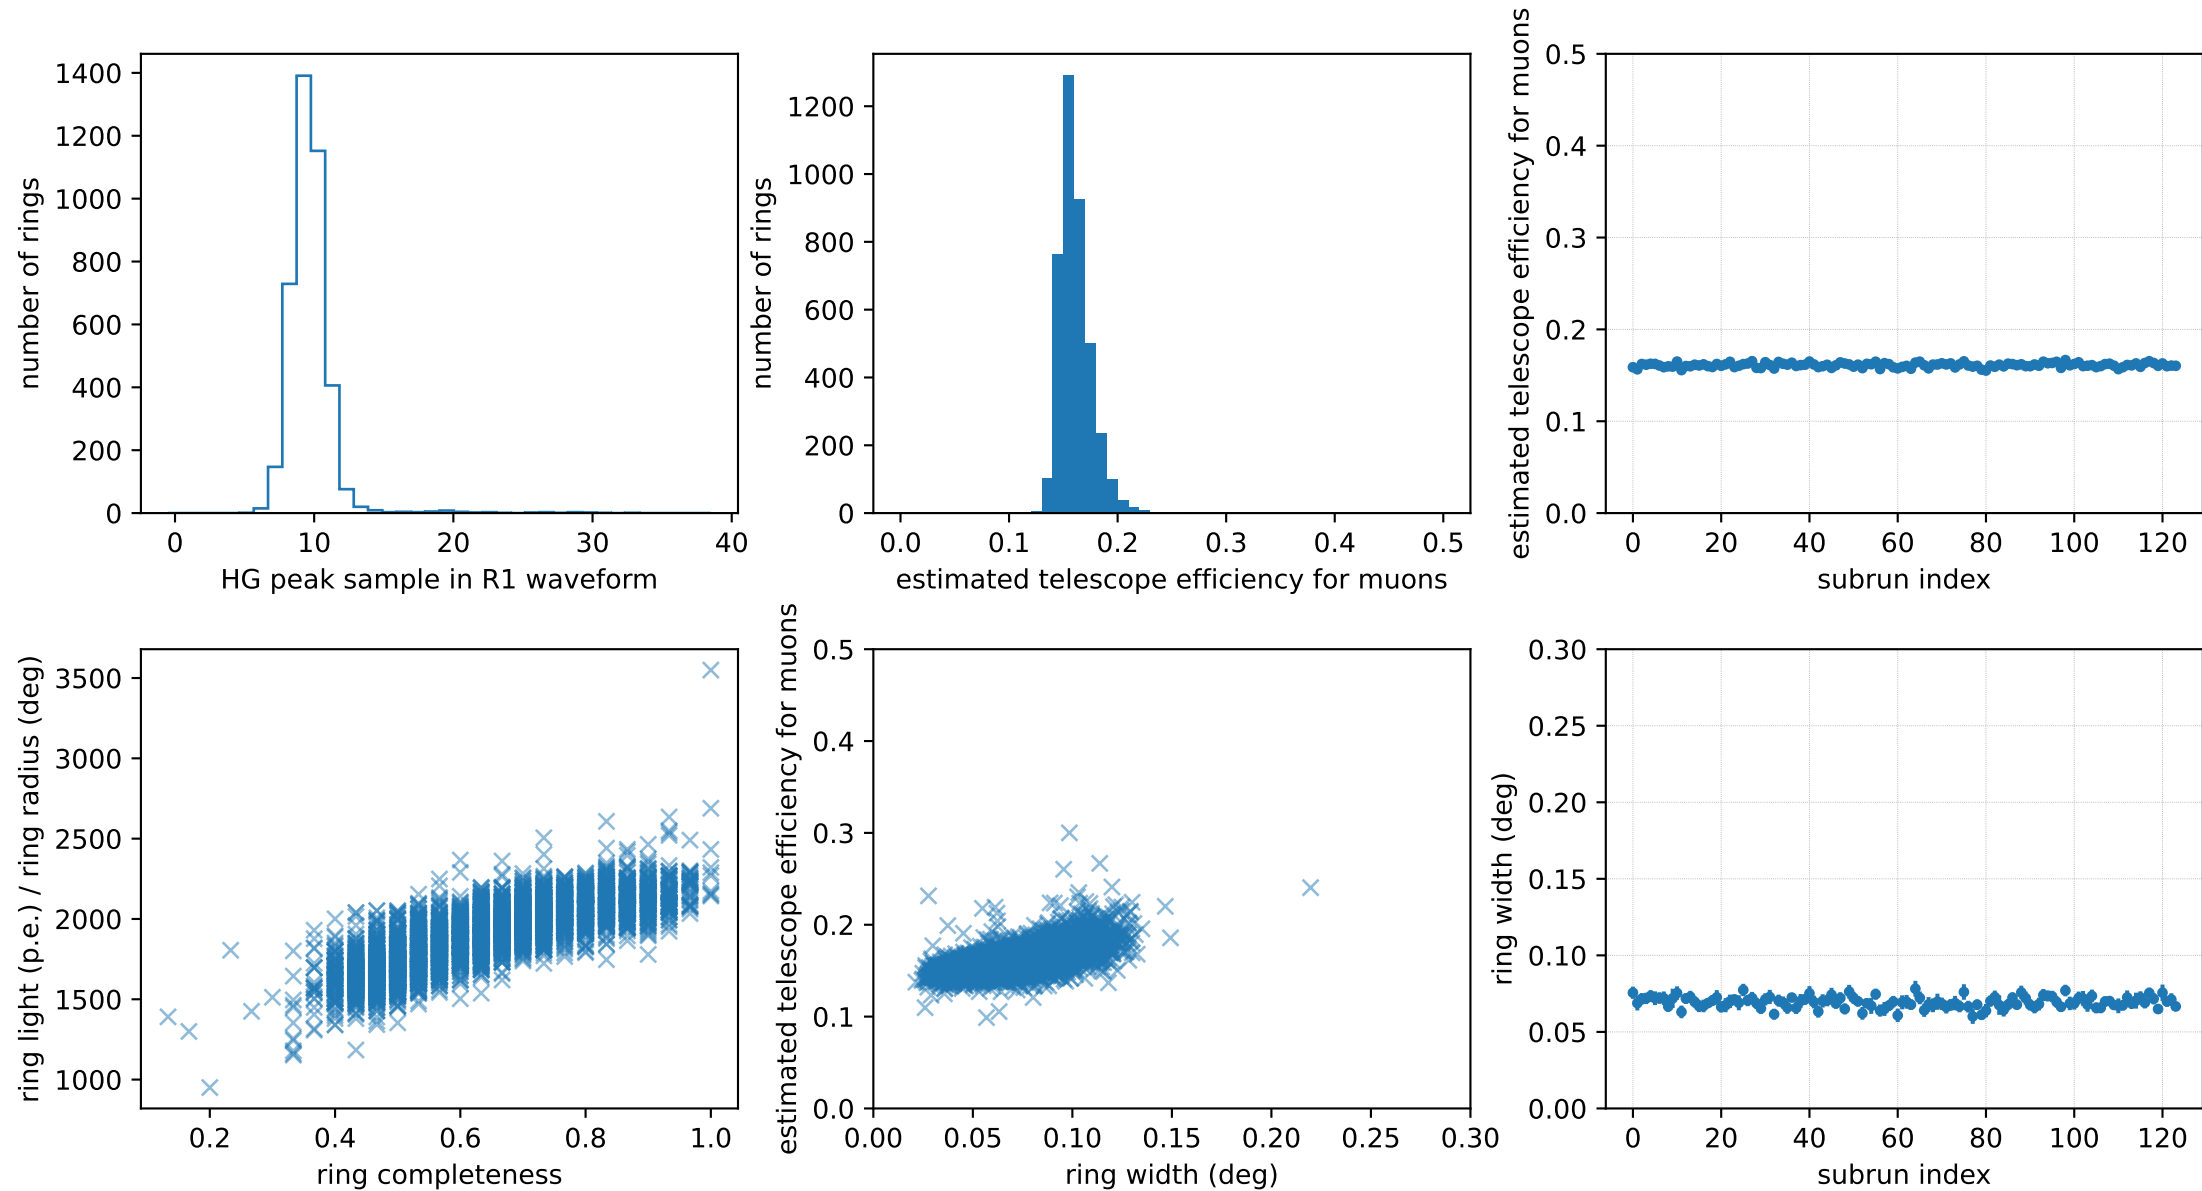 number of rings
1400
1200
1000
800
600
400
200
0
0 10 20 30 40
HG peak sample in R1 waveform
number of rings
1200
1000
800
600
400
200
0
0.0 0.1 0.2 0.3 0.4 0.5
estimated telescope efficiency for muons
estimated telescope efficiency for muons
0.5
0.4
0.3
0.2
0.1
0.0
0 20 40 60 80 100 120
subrun index
ring light (p.e.) / ring radius (deg)
3500
3000
2500
2000
1500
1000
0.2 0.4 0.6 0.8 1.0
ring completeness
estimated telescope efficiency for muons
0.5
0.4
0.3
0.2
0.1
0.0
0.00 0.05 0.10 0.15 0.20 0.25 0.30
ring width (deg)
ring width (deg)
0.30
0.25
0.20
0.15
0.10
0.05
0.00
0 20 40 60 80 100 120
subrun index